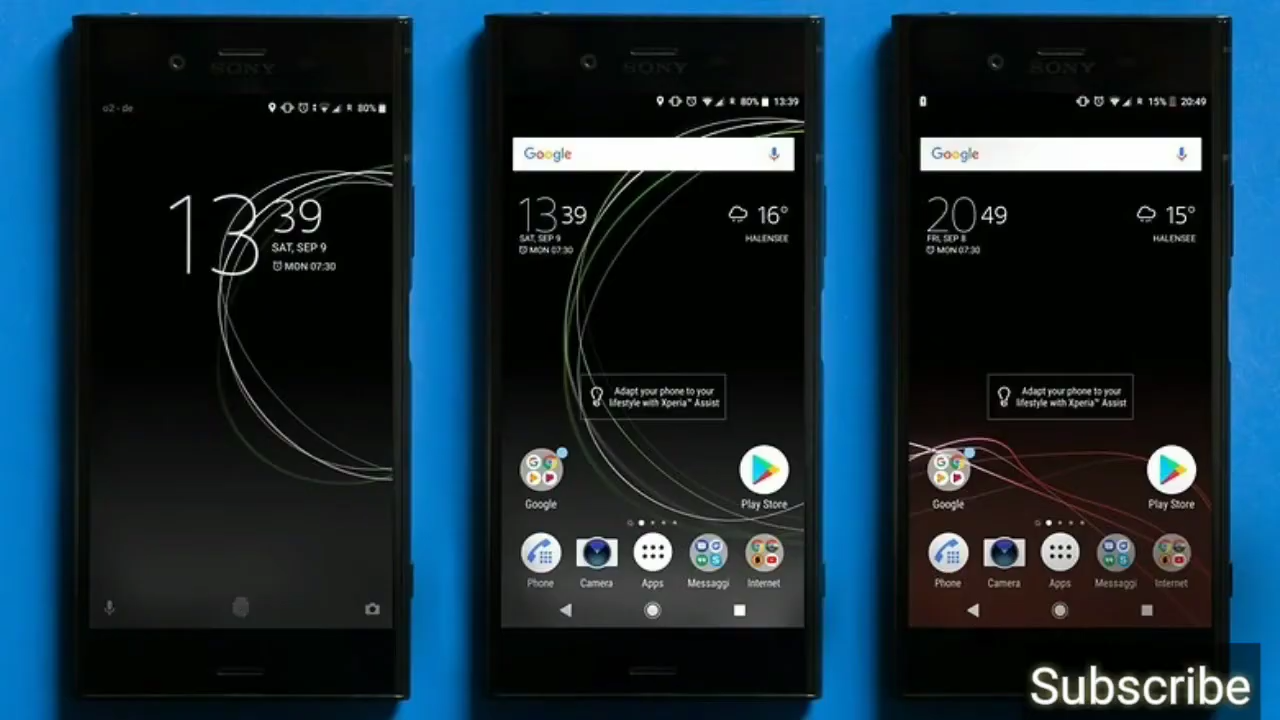 SONY
o2 - de
R 80%
13 39
SAT, SEP 9
MON 07:30
SONY
R 80% 13:39
Google
13 39
SAT, SEP 9
MON 07:30
16°
HALENSEE
Adapt your phone to your
lifestyle with Xperia™ Assist
Google
Play Store
Phone
Camera
Apps
Messaggi
Internet
SONY
R 15% 20:49
Google
20 49
FRI, SEP 8
MON 07:30
15°
HALENSEE
Adapt your phone to your
lifestyle with Xperia™ Assist
Google
Play Store
Phone
Camera
Apps
Messaggi
Internet
Subscribe